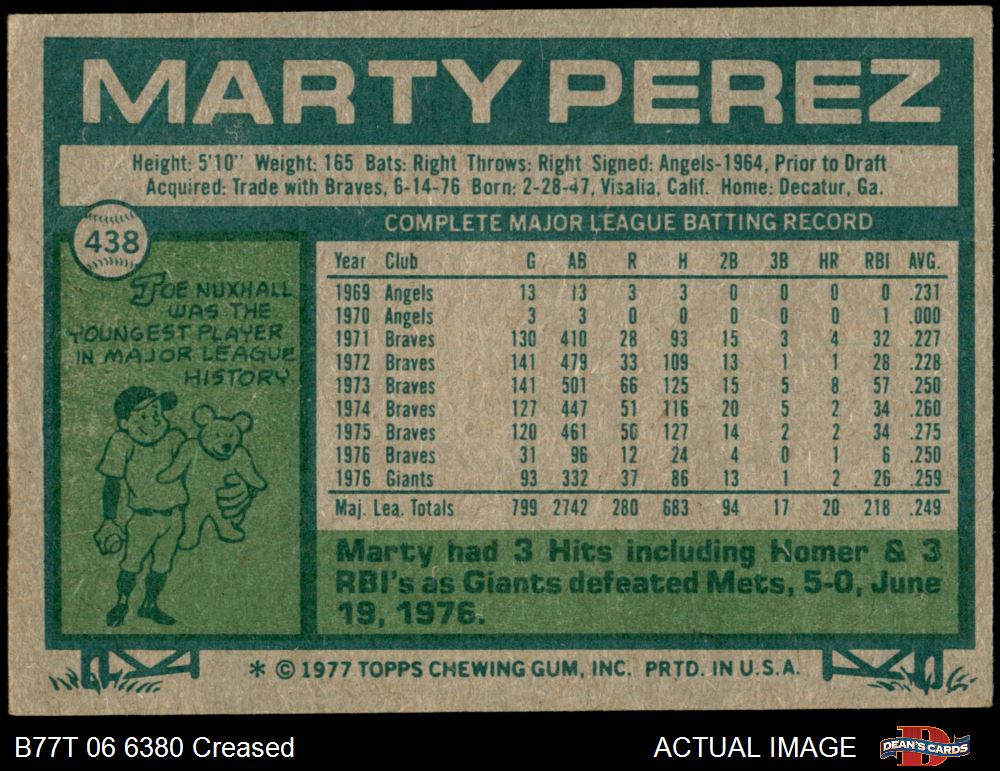 MARTY PEREZ
Height: 5'10" Weight: 165 Bats: Right Throws: Right Signed: Angels-1964, Prior to Draft
Acquired: Trade with Braves, 6-14-76 Born: 2-28-47, Visalia, Calif. Home: Decatur, Ga.
438
COMPLETE MAJOR LEAGUE BATTING RECORD
JOE NUXHALL
WAS THE
YOUNGEST PLAYER
IN MAJOR LEAGUE
HISTORY.
Year Club G AB R H 2B 3B HR RBI AVG.
1969 Angels 13 13 3 3 0 0 0 0 .231
1970 Angels 3 3 0 0 0 0 0 1 .000
1971 Braves 130 410 28 93 15 3 4 32 .227
1972 Braves 141 479 33 109 13 1 1 28 .228
1973 Braves 141 501 66 125 15 5 8 57 .250
1974 Braves 127 447 51 116 20 5 2 34 .260
1975 Braves 120 461 50 127 14 2 2 34 .275
1976 Braves 31 96 12 24 4 0 1 6 .250
1976 Giants 93 332 37 86 13 1 2 26 .259
Maj. Lea. Totals 799 2742 280 683 94 17 20 218 .249
Marty had 3 Hits including Homer & 3
RBI's as Giants defeated Mets, 5-0, June
19, 1976.
* © 1977 TOPPS CHEWING GUM, INC. PRTD. IN U.S.A.
B77T 06 6380 Creased
ACTUAL IMAGE
D
DEAN'S CARDS